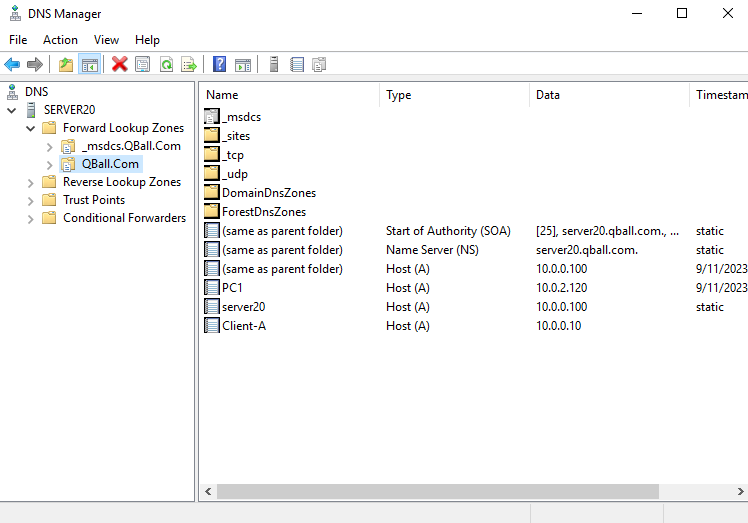 DNS Manager
File Action View Help
DNS
SERVER20
Forward Lookup Zones
_msdcs.QBall.Com
QBall.Com
Reverse Lookup Zones
Trust Points
Conditional Forwarders
Name Type Data Timestam
_msdcs
_sites
_tcp
_udp
DomainDnsZones
ForestDnsZones
(same as parent folder) Start of Authority (SOA) [25], server20.qball.com., ... static
(same as parent folder) Name Server (NS) server20.qball.com. static
(same as parent folder) Host (A) 10.0.0.100 9/11/2023
PC1 Host (A) 10.0.2.120 9/11/2023
server20 Host (A) 10.0.0.100 static
Client-A Host (A) 10.0.0.10